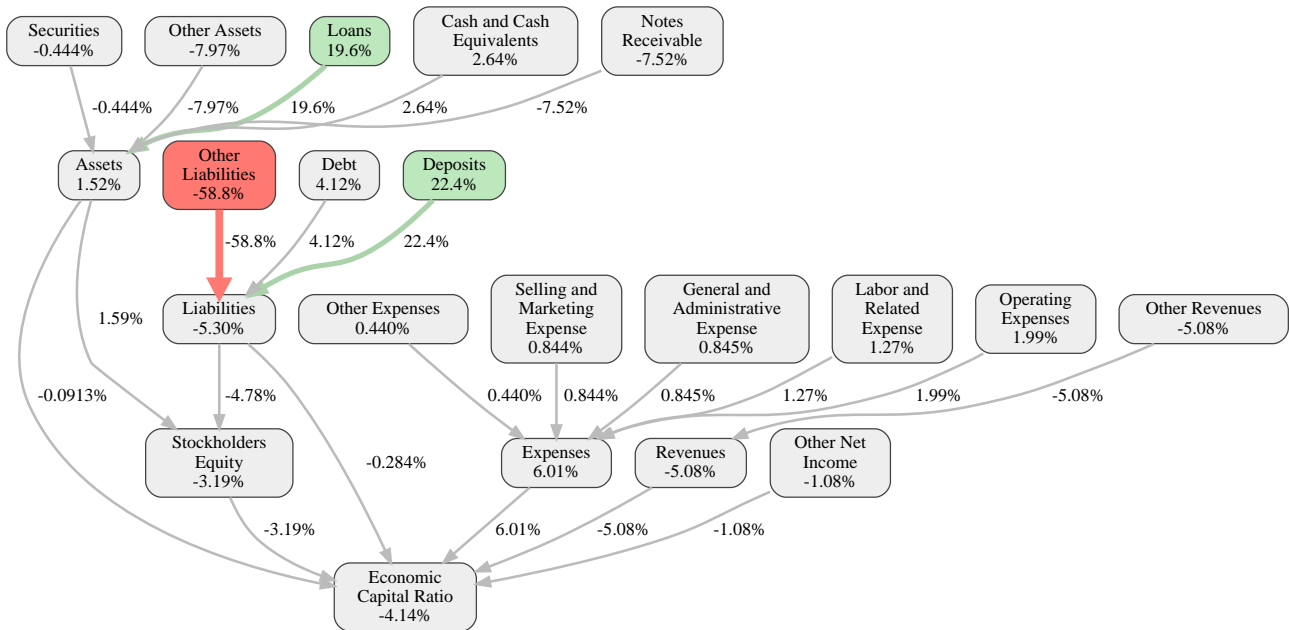 Securities
-0.444%
Other Assets
-7.97%
Loans
19.6%
Cash and Cash
Equivalents
2.64%
Notes
Receivable
-7.52%
-0.444%
-7.97%
19.6%
2.64%
-7.52%
Assets
1.52%
Other
Liabilities
-58.8%
Debt
4.12%
Deposits
22.4%
-58.8%
4.12%
22.4%
Liabilities
-5.30%
Other Expenses
0.440%
Selling and
Marketing
Expense
0.844%
General and
Administrative
Expense
0.845%
Labor and
Related
Expense
1.27%
Operating
Expenses
1.99%
Other Revenues
-5.08%
1.59%
-0.0913%
-4.78%
0.440%
0.844%
0.845%
1.27%
1.99%
-5.08%
Stockholders
Equity
-3.19%
-0.284%
Expenses
6.01%
Revenues
-5.08%
Other Net
Income
-1.08%
-3.19%
6.01%
-5.08%
-1.08%
Economic
Capital Ratio
-4.14%